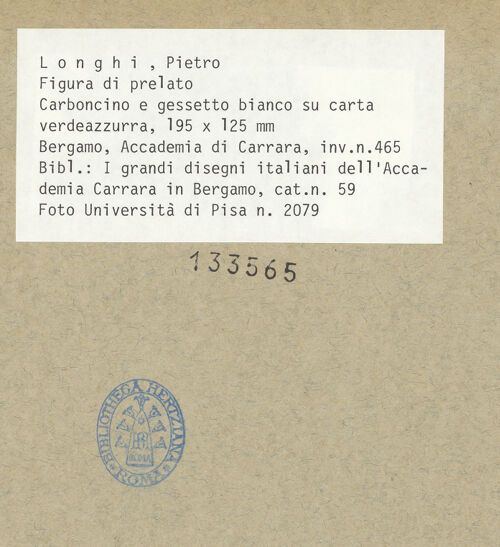 L o n g h i , Pietro
Figura di prelato
Carboncino e gessetto bianco su carta
verdeazzurra, 195 x 125 mm
Bergamo, Accademia di Carrara, inv.n.465
Bibl.: I grandi disegni italiani dell'Acca-
demia Carrara in Bergamo, cat.n. 59
Foto Università di Pisa n. 2079
133565
BIBLIOTHECA HERTZIANA
ROMA